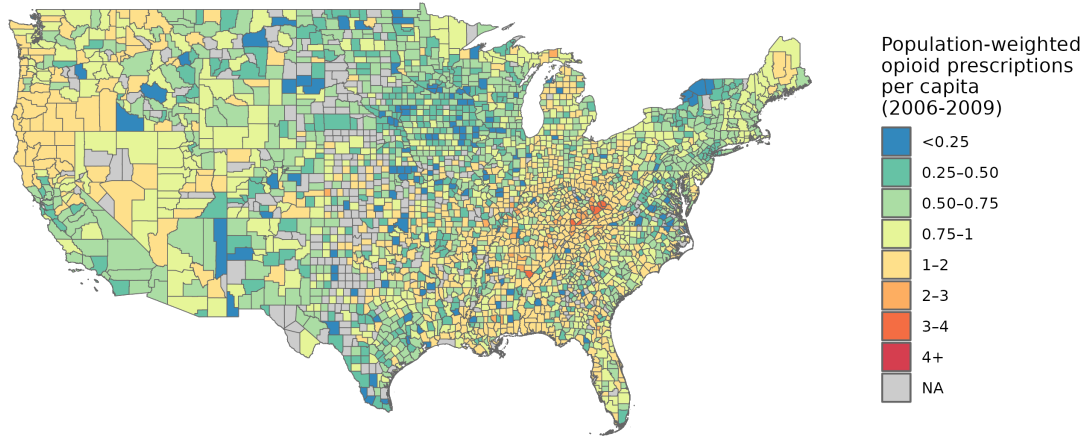 Population-weighted
opioid prescriptions
per capita
(2006-2009)
<0.25
0.25–0.50
0.50–0.75
0.75–1
1–2
2–3
3–4
4+
NA